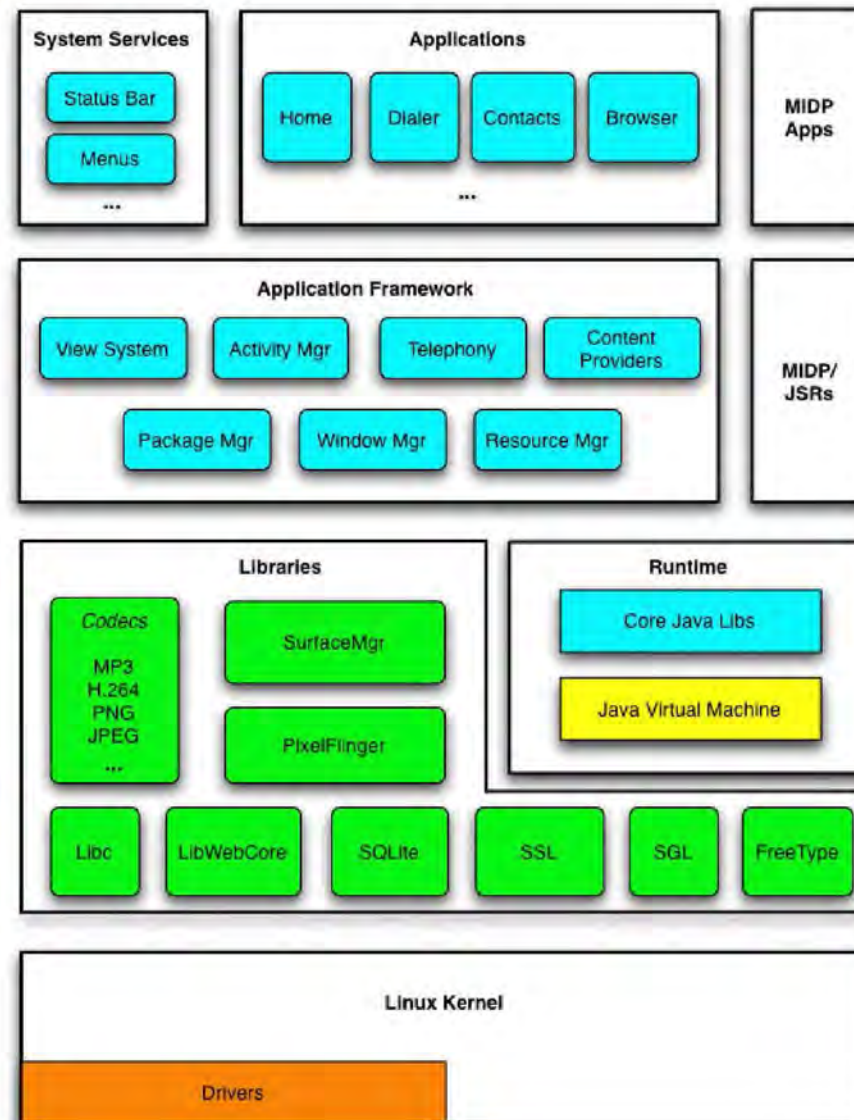 System Services
Status Bar
Menus
...
Applications
Home
Dialer
Contacts
Browser
...
MIDP
Apps
Application Framework
View System
Activity Mgr
Telephony
Content
Providers
Package Mgr
Window Mgr
Resource Mgr
MIDP/
JSRs
Libraries
Codecs
MP3
H.264
PNG
JPEG
...
SurfaceMgr
PixelFlinger
Runtime
Core Java Libs
Java Virtual Machine
Libc
LibWebCore
SQLite
SSL
SGL
FreeType
Linux Kernel
Drivers